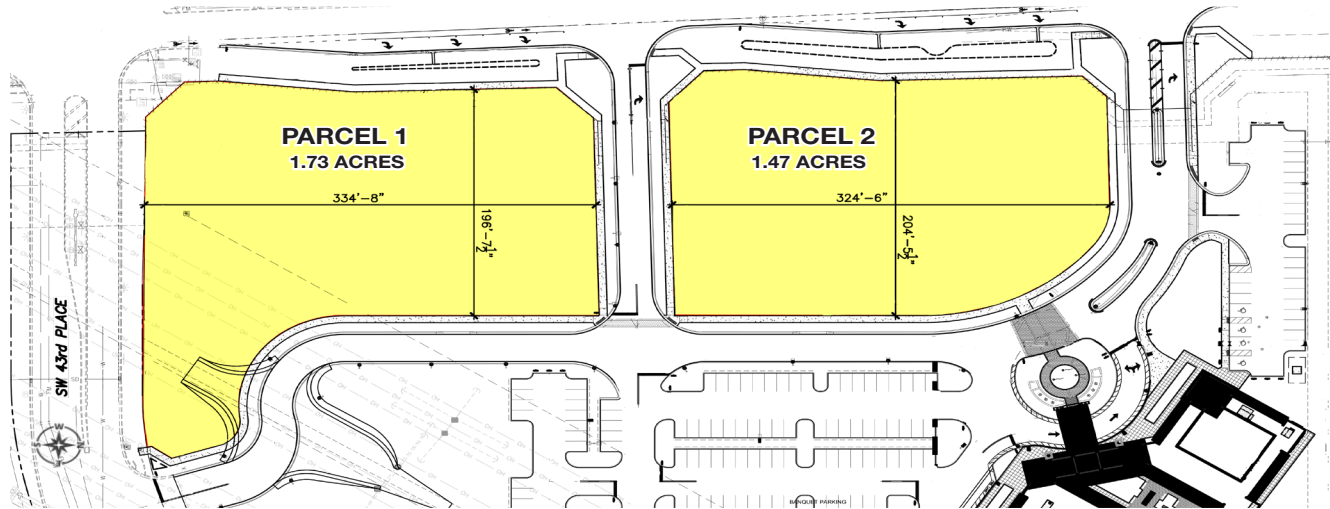 PARCEL 1
1.73 ACRES
334'-8"
196'-7½"
PARCEL 2
1.47 ACRES
324'-6"
204'-5½"
SW 43rd PLACE
W
S
N
BANQUET PARKING